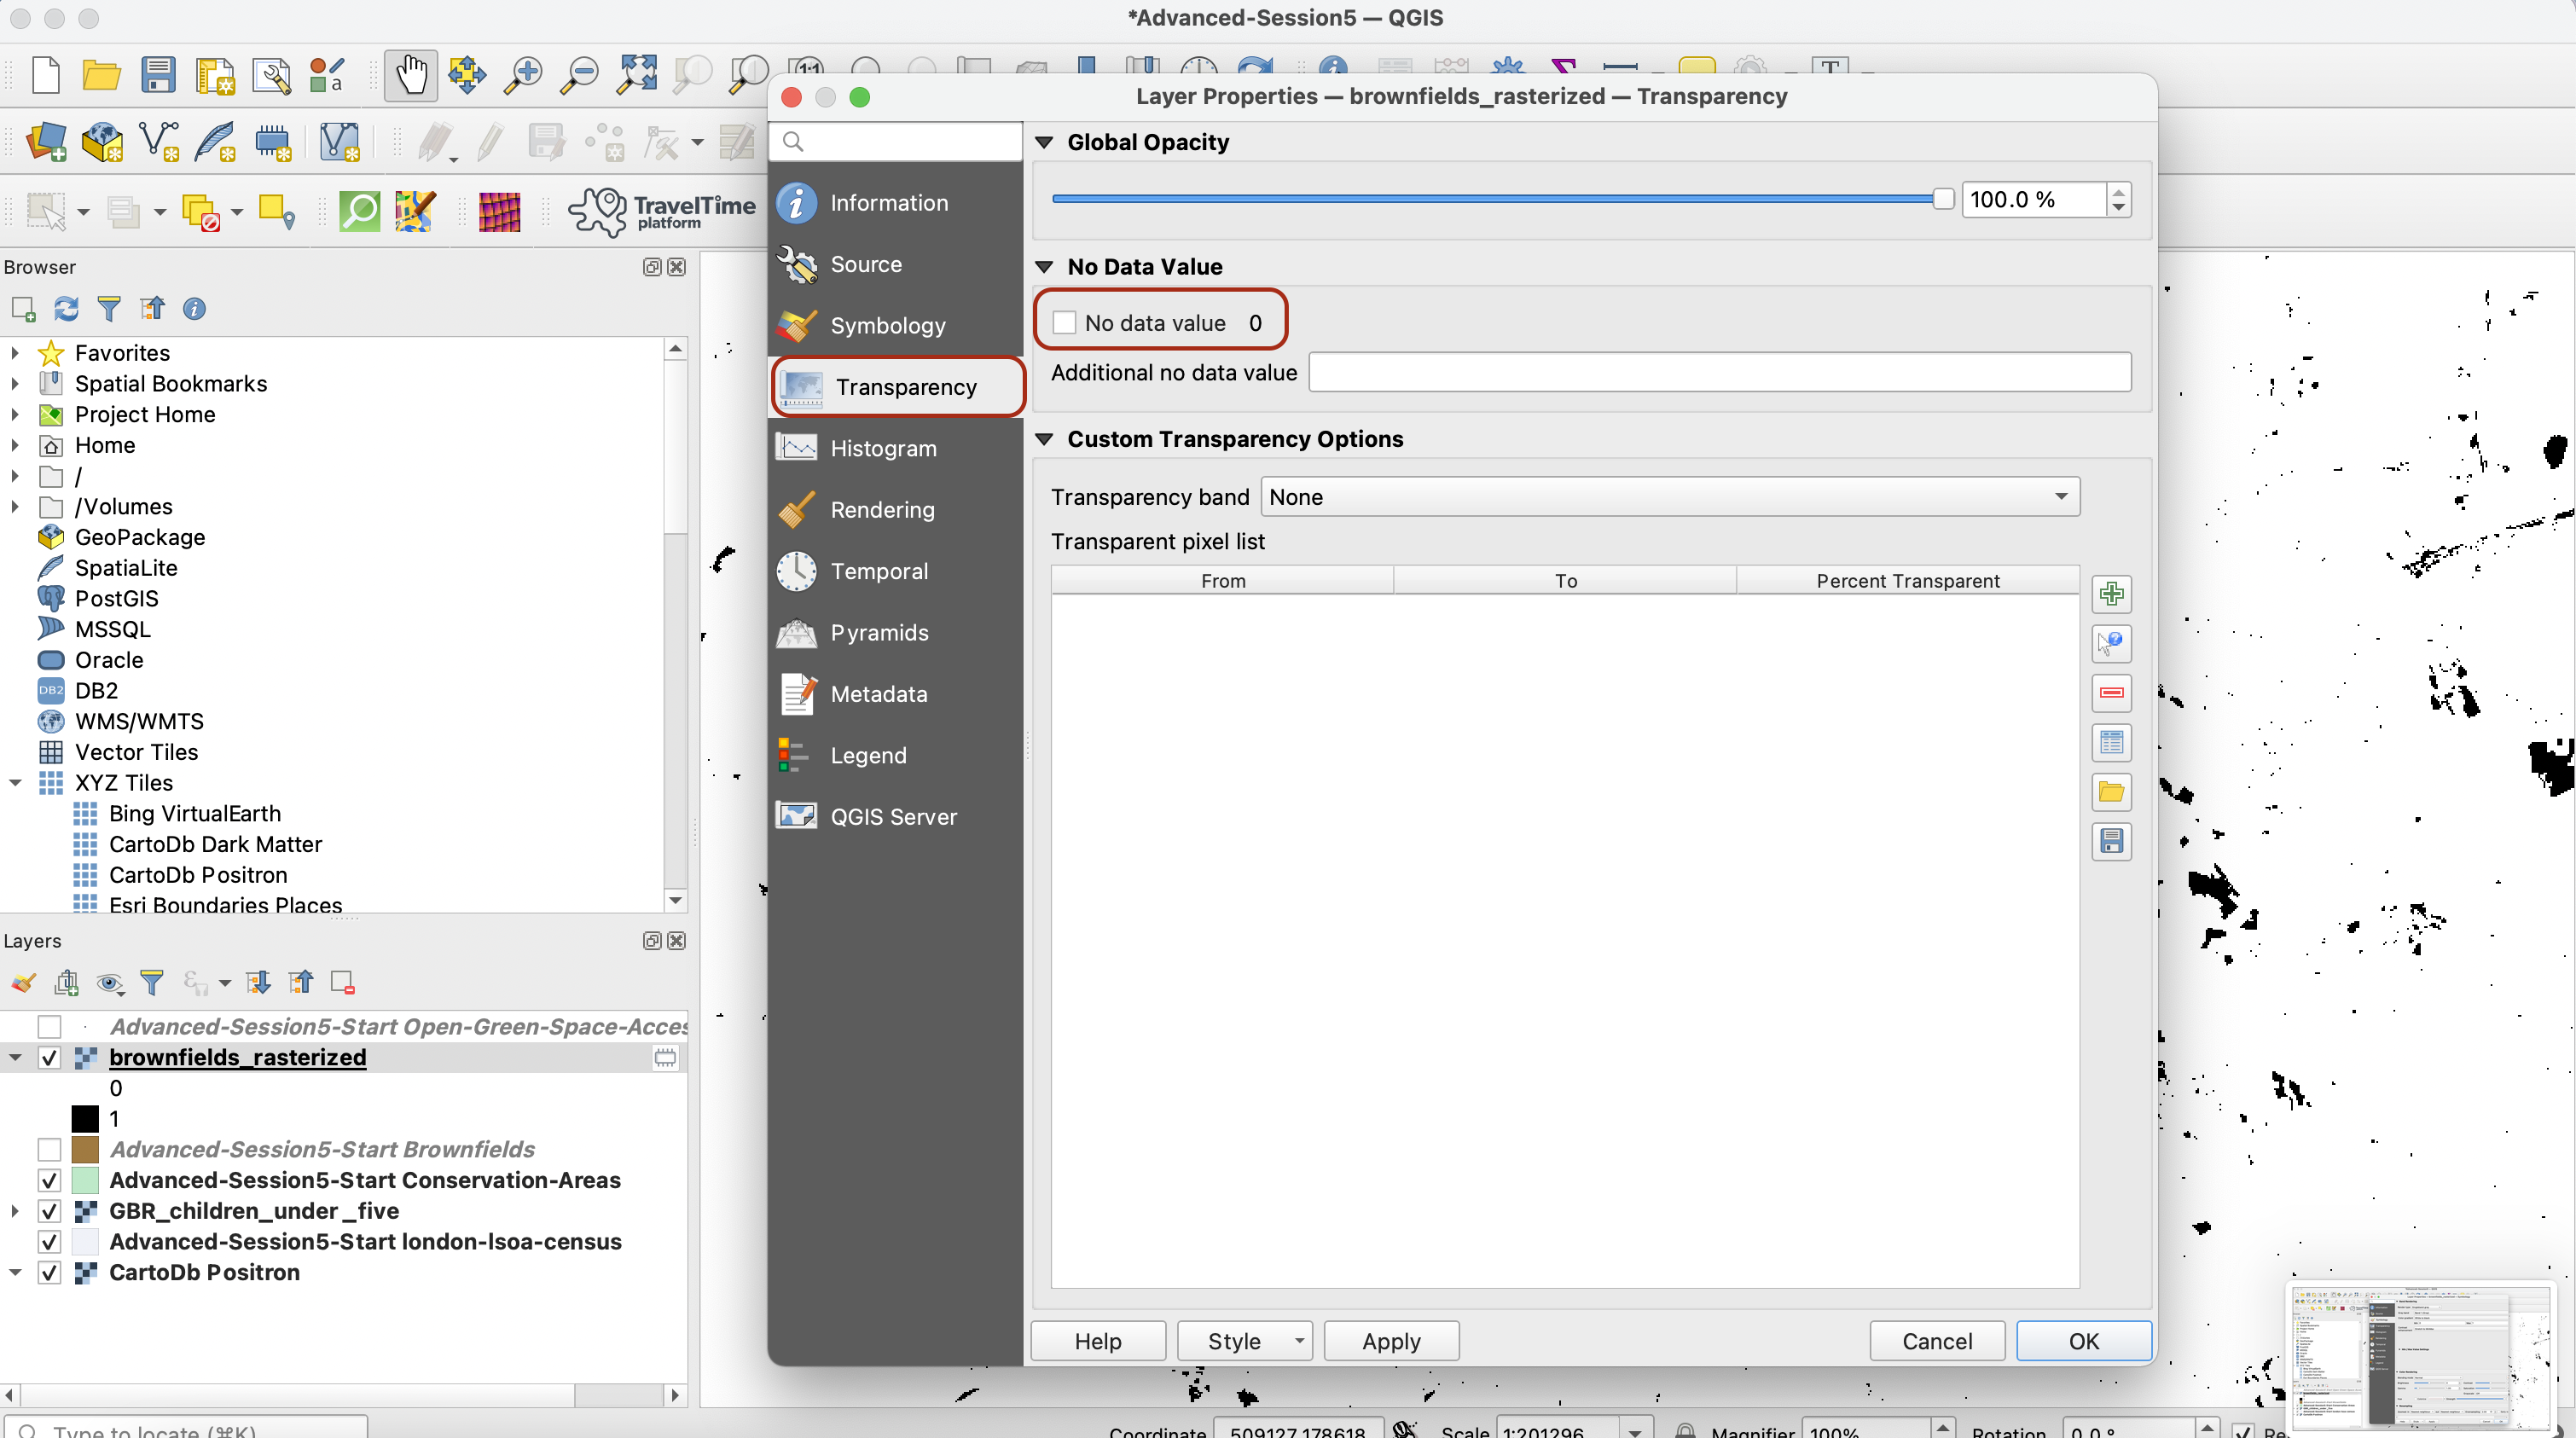 *Advanced-Session5 — QGIS
Layer Properties — brownfields_rasterized — Transparency
TravelTime
platform
Browser
Favorites
Spatial Bookmarks
Project Home
Home
/
/Volumes
GeoPackage
SpatiaLite
PostGIS
MSSQL
Oracle
DB2
WMS/WMTS
Vector Tiles
XYZ Tiles
Bing VirtualEarth
CartoDb Dark Matter
CartoDb Positron
Esri Boundaries Places
Layers
Advanced-Session5-Start Open-Green-Space-Acces
brownfields_rasterized
0
1
Advanced-Session5-Start Brownfields
Advanced-Session5-Start Conservation-Areas
GBR_children_under_five
Advanced-Session5-Start london-lsoa-census
CartoDb Positron
Information
Source
Symbology
Transparency
Histogram
Rendering
Temporal
Pyramids
Metadata
Legend
QGIS Server
Global Opacity
100.0 %
No Data Value
No data value 0
Additional no data value
Custom Transparency Options
Transparency band None
Transparent pixel list
From To Percent Transparent
Help Style Apply Cancel OK
Type to locate (⌘K)
Coordinate 509127,178618 Scale 1:201296 Magnifier 100% Rotation 0.0 °